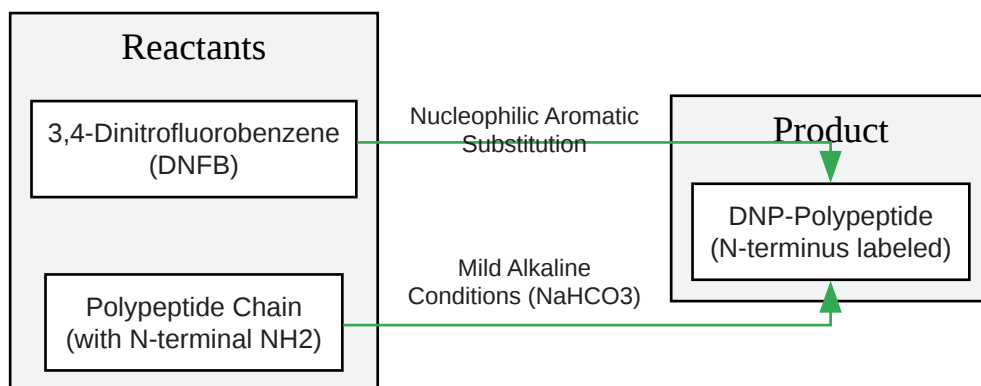 Reactants
3,4-Dinitrofluorobenzene
(DNFB)
Nucleophilic Aromatic
Substitution
Product
DNP-Polypeptide
(N-terminus labeled)
Mild Alkaline
Conditions (NaHCO3)
Polypeptide Chain
(with N-terminal NH2)